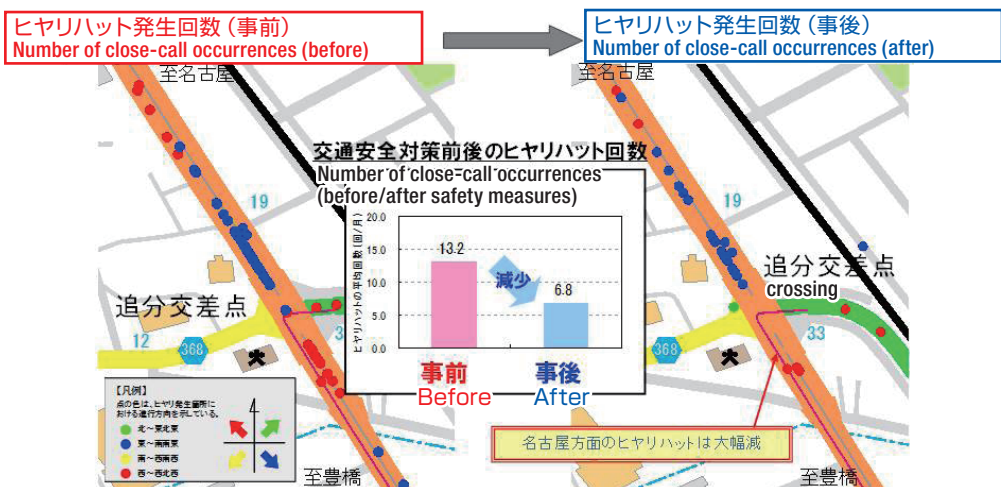 ヒヤリハット発生回数（事前）
Number of close-call occurrences (before)
ヒヤリハット発生回数（事後）
Number of close-call occurrences (after)
至名古屋
19
追分交差点
12
368
3
至豊橋
【凡例】
点の色は、ヒヤリ発生箇所に
おける進行方向を示している。
北～東北東
東～南南東
南～西南西
西～西北西
交通安全対策前後のヒヤリハット回数
Number of close-call occurrences
(before/after safety measures)
ヒヤリハットの平均回数（回/月）
20.0
15.0
10.0
5.0
0.0
13.2
減少
6.8
事前
事後
Before
After
至名古屋
19
追分交差点
crossing
33
368
名古屋方面のヒヤリハットは大幅減
至豊橋